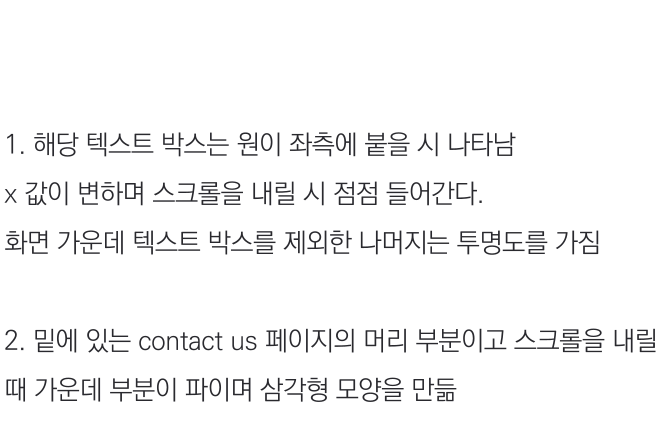 1. 해당 텍스트 박스는 원이 좌측에 붙을 시 나타남
x 값이 변하며 스크롤을 내릴 시 점점 들어간다.
화면 가운데 텍스트 박스를 제외한 나머지는 투명도를 가짐
2. 밑에 있는 contact us 페이지의 머리 부분이고 스크롤을 내릴
때 가운데 부분이 파이며 삼각형 모양을 만듦